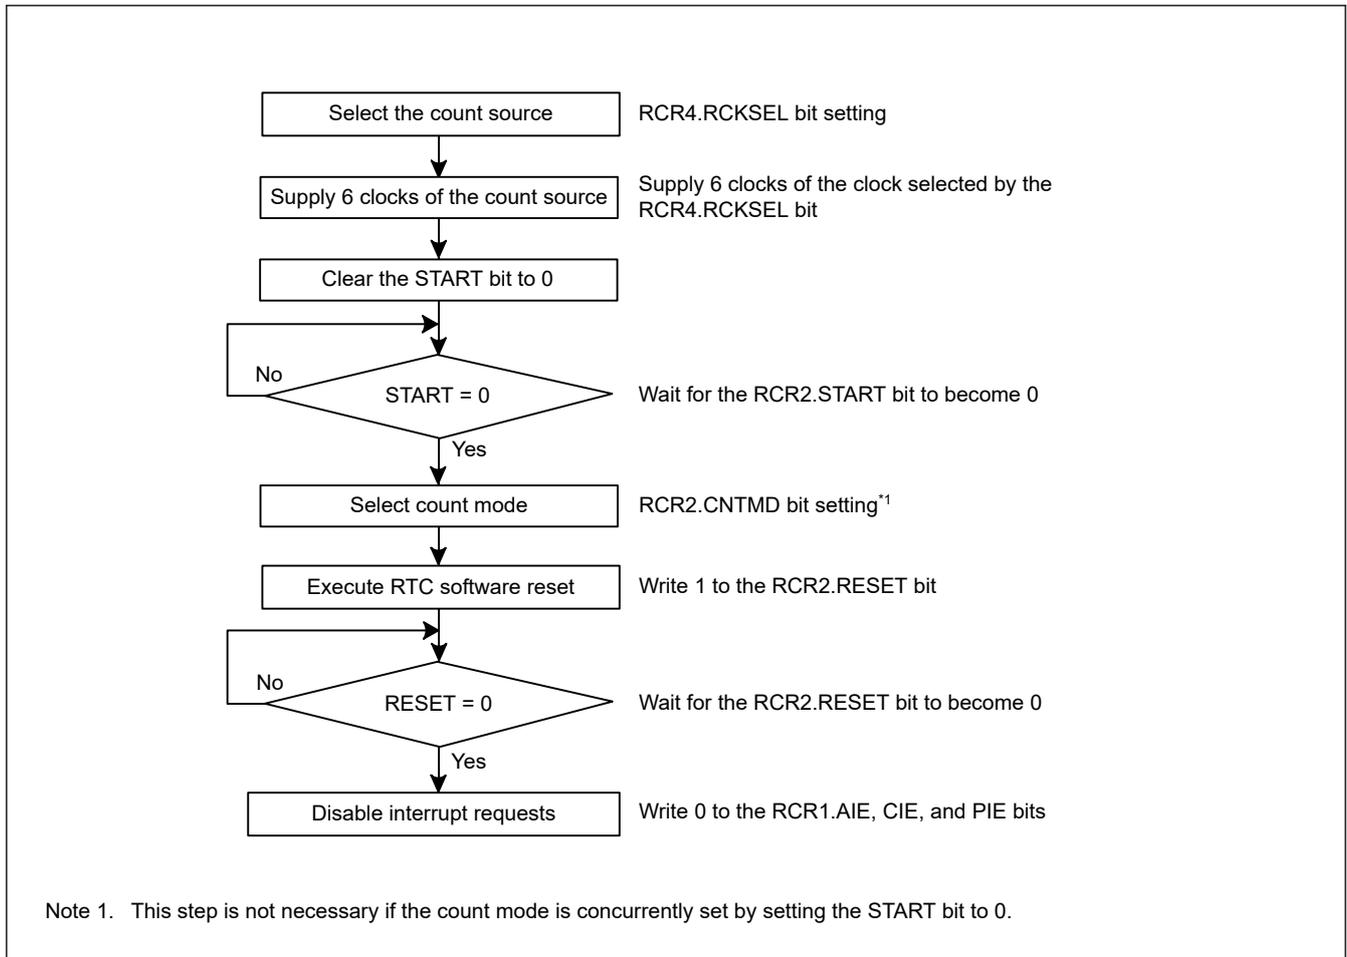 Select the count source
RCR4.RCKSEL bit setting
Supply 6 clocks of the count source
Supply 6 clocks of the clock selected by the
RCR4.RCKSEL bit
Clear the START bit to 0
No
START = 0
Wait for the RCR2.START bit to become 0
Yes
Select count mode
RCR2.CNTMD bit setting*1
Execute RTC software reset
Write 1 to the RCR2.RESET bit
No
RESET = 0
Wait for the RCR2.RESET bit to become 0
Yes
Disable interrupt requests
Write 0 to the RCR1.AIE, CIE, and PIE bits
Note 1. This step is not necessary if the count mode is concurrently set by setting the START bit to 0.